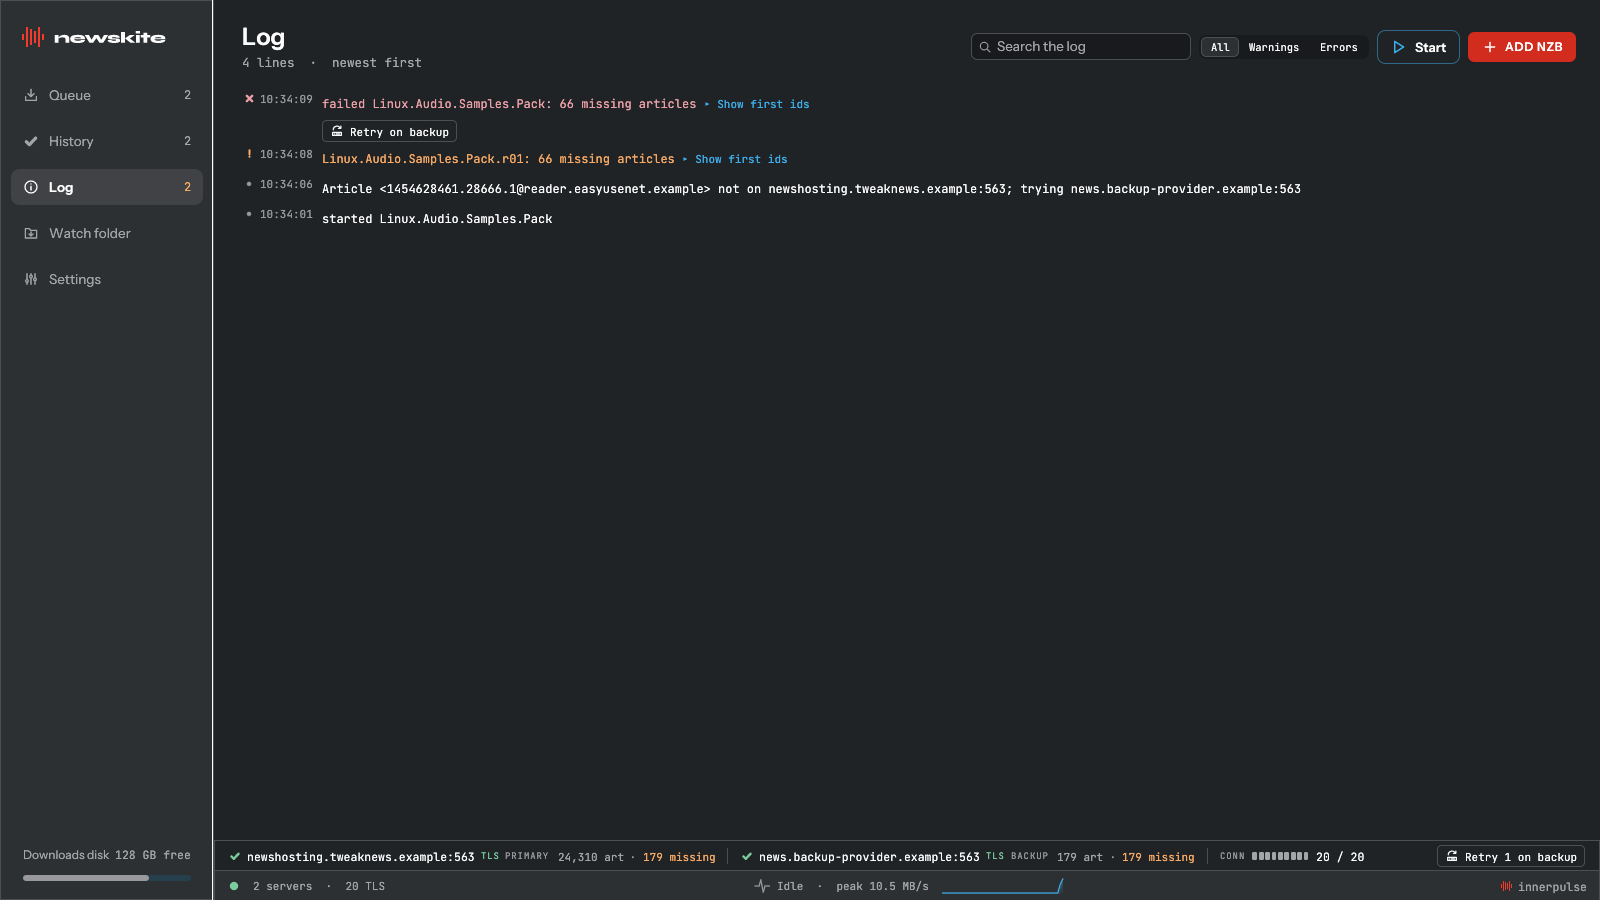 newskite
Queue 2
History 2
Log 2
Watch folder
Settings
Downloads disk 128 GB free
Log
4 lines · newest first
Search the log
All Warnings Errors
Start
ADD NZB
10:34:09 failed Linux.Audio.Samples.Pack: 66 missing articles ▸ Show first ids
Retry on backup
! 10:34:08 Linux.Audio.Samples.Pack.r01: 66 missing articles ▸ Show first ids
10:34:06 Article <1454628461.28666.1@reader.easyusenet.example> not on newshosting.tweaknews.example:563; trying news.backup-provider.example:563
10:34:01 started Linux.Audio.Samples.Pack
newshosting.tweaknews.example:563 TLS PRIMARY 24,310 art · 179 missing
news.backup-provider.example:563 TLS BACKUP 179 art · 179 missing
CONN 20 / 20
Retry 1 on backup
2 servers · 20 TLS
Idle · peak 10.5 MB/s
innerpulse